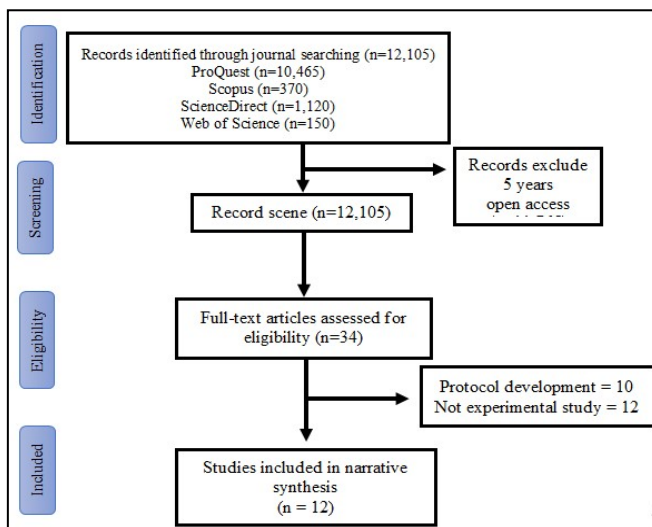 Identification
Records identified through journal searching (n=12,105)
ProQuest (n=10,465)
Scopus (n=370)
ScienceDirect (n=1,120)
Web of Science (n=150)
Screening
Records exclude
5 years
open access
Record scene (n=12,105)
Eligibility
Full-text articles assessed for
eligibility (n=34)
Protocol development = 10
Not experimental study = 12
Included
Studies included in narrative
synthesis
(n = 12)